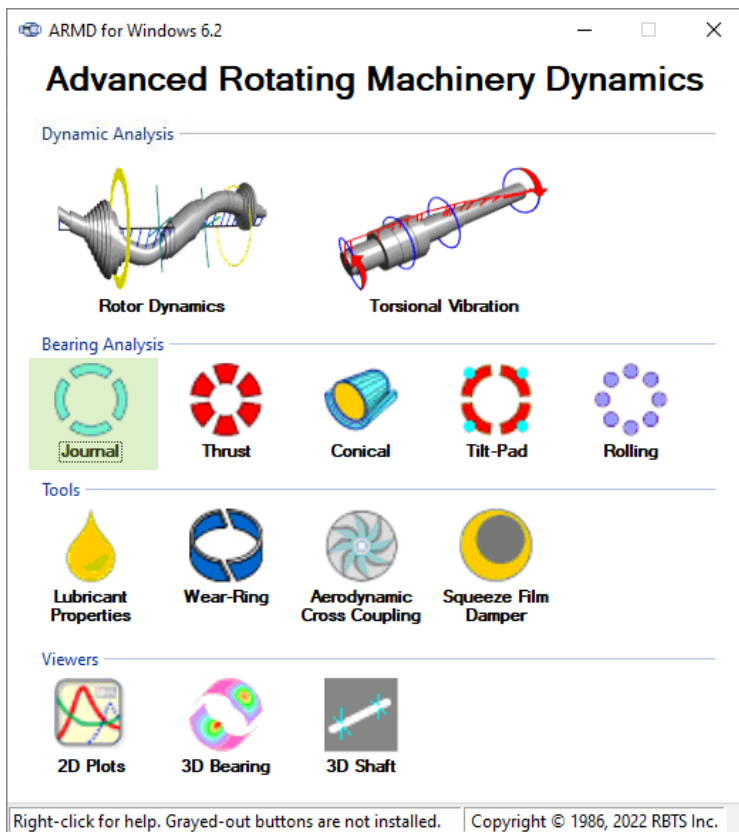 ARMD for Windows 6.2
Advanced Rotating Machinery Dynamics
Dynamic Analysis
Rotor Dynamics
Torsional Vibration
Bearing Analysis
Journal
Thrust
Conical
Tilt-Pad
Rolling
Tools
Lubricant
Properties
Wear-Ring
Aerodynamic
Cross Coupling
Squeeze Film
Damper
Viewers
2D Plots
3D Bearing
3D Shaft
Right-click for help. Grayed-out buttons are not installed.
Copyright © 1986, 2022 RBTS Inc.